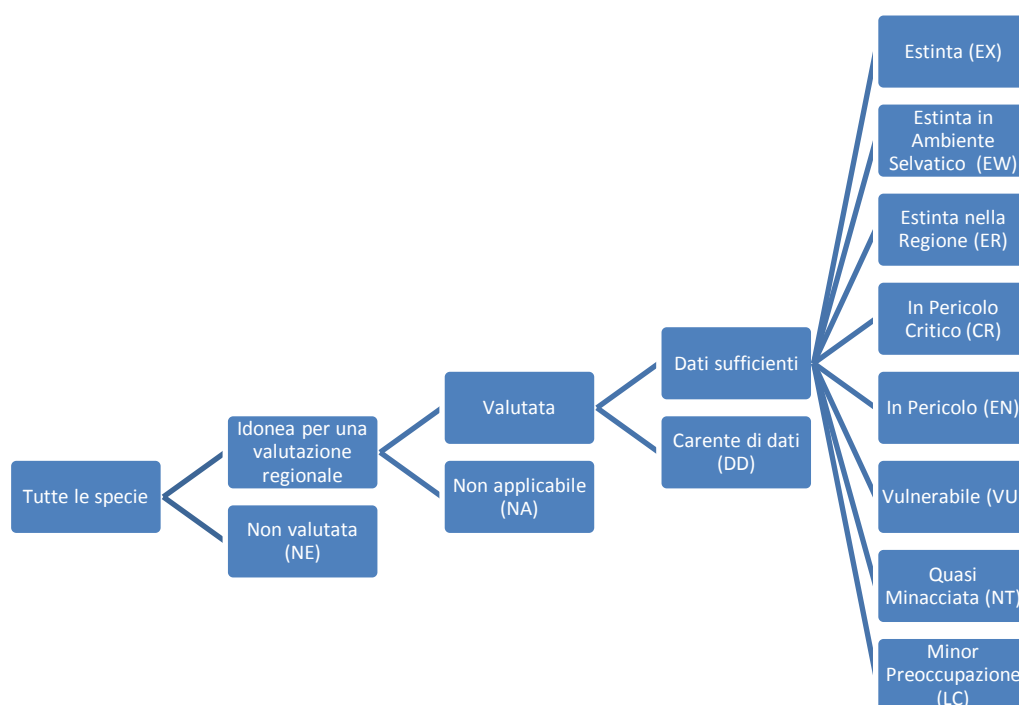 Tutte le specie
Idonea per una
valutazione
regionale
Non valutata
(NE)
Valutata
Non applicabile
(NA)
Dati sufficienti
Carente di dati
(DD)
Estinta (EX)
Estinta in
Ambiente
Selvatico (EW)
Estinta nella
Regione (ER)
In Pericolo
Critico (CR)
In Pericolo (EN)
Vulnerabile (VU
Quasi
Minacciata (NT)
Minor
Preoccupazione
(LC)